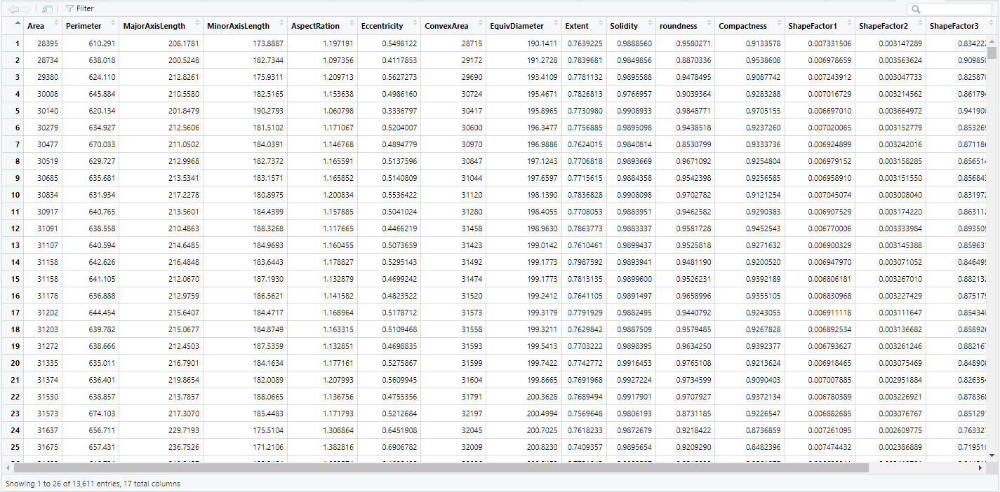 Filter
Area Perimeter MajorAxisLength MinorAxisLength AspectRation Eccentricity ConvexArea EquivDiameter Extent Solidity roundness Compactness ShapeFactor1 ShapeFactor2 ShapeFactor3
1 28395 610.291 208.1781 173.8887 1.197191 0.5498122 28715 190.1411 0.7639225 0.9888560 0.9580271 0.9133578 0.007331506 0.003147289 0.834222
2 28734 638.018 200.5248 182.7344 1.097356 0.4117853 29172 191.2728 0.7839681 0.9849856 0.8870336 0.9538608 0.006978659 0.003563624 0.909850
3 29380 624.110 212.8261 175.9311 1.209713 0.5627273 29690 193.4109 0.7781132 0.9895588 0.9478495 0.9087742 0.007243912 0.003047733 0.825870
4 30008 645.884 210.5580 182.5165 1.153638 0.4986160 30724 195.4671 0.7826813 0.9766957 0.9039364 0.9283288 0.007016729 0.003214562 0.861794
5 30140 620.134 201.8479 190.2793 1.060798 0.3336797 30417 195.8965 0.7730980 0.9908933 0.9848771 0.9705155 0.006697010 0.003664972 0.941900
6 30279 634.927 212.5606 181.5102 1.171067 0.5204007 30600 196.3477 0.7756885 0.9895098 0.9438518 0.9237260 0.007020065 0.003152779 0.853269
7 30477 670.033 211.0502 184.0391 1.146768 0.4894779 30970 196.9886 0.7624015 0.9840814 0.8530799 0.9333736 0.006924899 0.003242016 0.871186
8 30519 629.727 212.9968 182.7372 1.165591 0.5137596 30847 197.1243 0.7706818 0.9893669 0.9671092 0.9254804 0.006979152 0.003158285 0.856514
9 30685 635.681 213.5341 183.1571 1.165852 0.5140809 31044 197.6597 0.7715615 0.9884358 0.9542398 0.9256585 0.006958910 0.003151550 0.856843
10 30834 631.934 217.2278 180.8975 1.200834 0.5536422 31120 198.1390 0.7836828 0.9908098 0.9702782 0.9121254 0.007045074 0.003008040 0.831972
11 30917 640.765 213.5601 184.4399 1.157885 0.5041024 31280 198.4055 0.7708053 0.9883951 0.9462582 0.9290383 0.006907529 0.003174220 0.863112
12 31091 638.558 210.4863 188.3268 1.117665 0.4466219 31458 198.9630 0.7863773 0.9883337 0.9581728 0.9452543 0.006770006 0.003333984 0.893505
13 31107 640.594 214.6485 184.9693 1.160455 0.5073659 31423 199.0142 0.7610461 0.9899437 0.9525818 0.9271632 0.006900329 0.003145388 0.859631
14 31158 642.626 216.4848 183.6443 1.178827 0.5295143 31492 199.1773 0.7987592 0.9893941 0.9481190 0.9200520 0.006947970 0.003071052 0.846495
15 31158 641.105 212.0670 187.1930 1.132879 0.4699242 31474 199.1773 0.7813135 0.9899600 0.9526231 0.9392189 0.006806181 0.003267010 0.882132
16 31178 636.888 212.9759 186.5621 1.141582 0.4823522 31520 199.2412 0.7641105 0.9891497 0.9658996 0.9355105 0.006830968 0.003227429 0.875179
17 31202 644.454 215.6407 184.4717 1.168964 0.5178712 31573 199.3179 0.7791929 0.9882495 0.9440792 0.9243055 0.006911118 0.003111647 0.854340
18 31203 639.782 215.0677 184.8749 1.163315 0.5109468 31558 199.3211 0.7629842 0.9887509 0.9579485 0.9267828 0.006892534 0.003136682 0.858926
19 31272 638.666 212.4503 187.5359 1.132851 0.4698835 31593 199.5413 0.7703222 0.9898395 0.9634250 0.9392377 0.006793627 0.003261246 0.882167
20 31335 635.011 216.7901 184.1634 1.177161 0.5275867 31599 199.7422 0.7742772 0.9916453 0.9765108 0.9213624 0.006918465 0.003075469 0.848908
21 31374 636.401 219.8654 182.0089 1.207993 0.5609945 31604 199.8665 0.7691968 0.9927224 0.9734599 0.9090403 0.007007885 0.002951884 0.826354
22 31530 638.857 213.7857 188.0665 1.136756 0.4755356 31791 200.3628 0.7689494 0.9917901 0.9707927 0.9372134 0.006780389 0.003226921 0.878368
23 31573 674.103 217.3070 185.4483 1.171793 0.5212684 32197 200.4994 0.7569648 0.9806193 0.8731185 0.9226547 0.006882685 0.003076767 0.851291
24 31637 656.711 229.7193 175.5104 1.308864 0.6451908 32045 200.7025 0.7618233 0.9872679 0.9218422 0.8736859 0.007261095 0.002609775 0.763327
25 31675 657.431 236.7526 171.2106 1.382816 0.6906782 32009 200.8230 0.7409357 0.9895654 0.9209290 0.8482396 0.007474432 0.002386889 0.719510
Showing 1 to 26 of 13,611 entries, 17 total columns